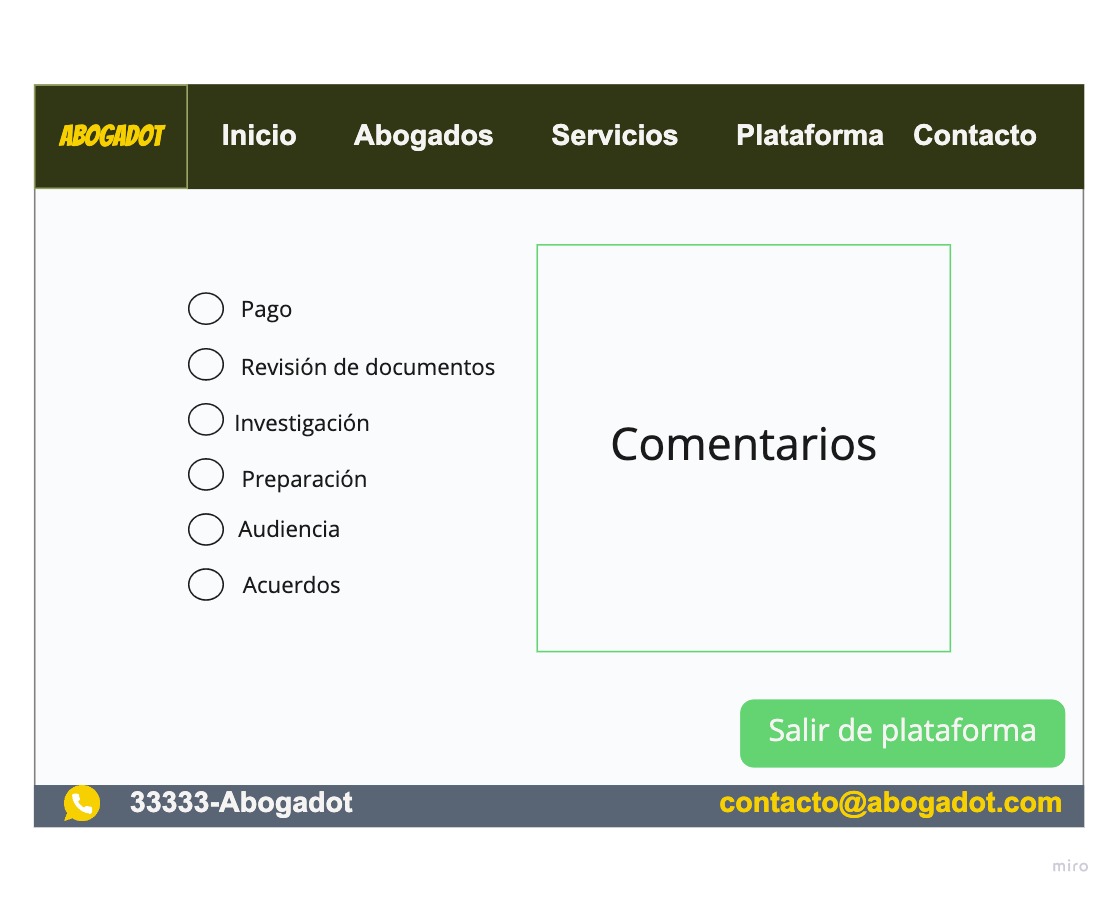 ABOGADOT Inicio Abogados Servicios Plataforma Contacto
Pago
Revisión de documentos
Investigación
Preparación
Audiencia
Acuerdos
Comentarios
Salir de plataforma
33333-Abogadot contacto@abogadot.com
miro